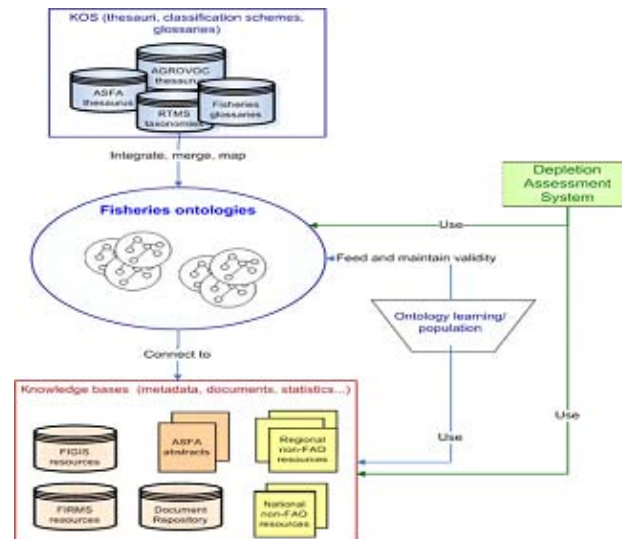 KOS (thesauri, classification schemes,
glossaries)
AGROVOC
thesaurus
ASFA
thesaurus
RTMS
taxonomies
Fisheries
glossaries
Integrate, merge, map
Depletion
Assessment
System
Fisheries ontologies
Use
Feed and maintain validity
Ontology learning/
population
Connect to
Knowledge bases (metadata, documents, statistics...)
Use
Use
FIGIS
resources
ASFA
abstracts
Regional
non-FAO
resources
FIRMS
resources
Document
Repository
National
non-FAO
resources